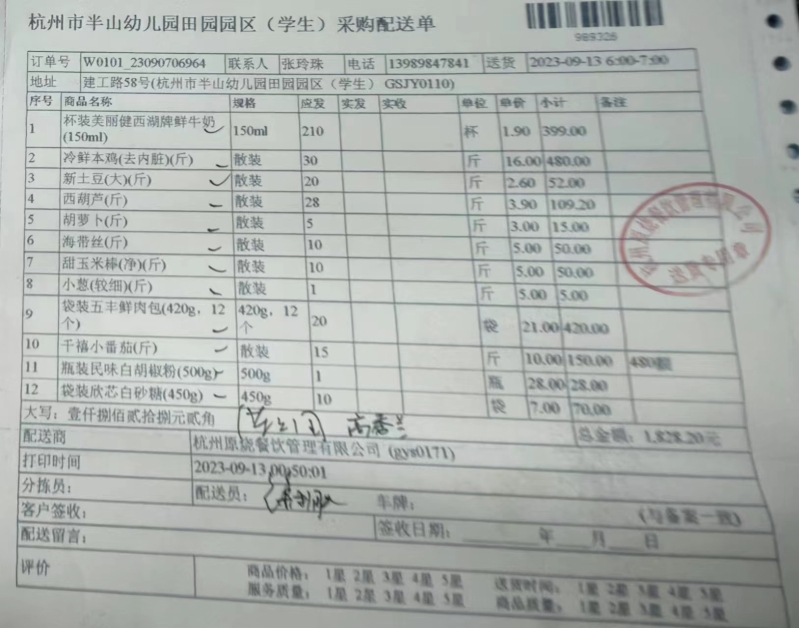 杭州市半山幼儿园田园园区（学生）采购配送单
989326
订单号 W0101_23090706964 联系人 张玲珠 电话 13989847841 送货 2023-09-13 6:00-7:00
地址 建工路58号(杭州市半山幼儿园田园园区（学生） GSJY0110)
序号 商品名称 规格 应发 实发 实收 单位 单价 小计 备注
1 杯装美丽健西湖牌鲜牛奶(150ml) 150ml 210 杯 1.90 399.00
2 冷鲜本鸡(去内脏)(斤) 散装 30 斤 16.00 480.00
3 新土豆(大)(斤) 散装 20 斤 2.60 52.00
4 西葫芦(斤) 散装 28 斤 3.90 109.20
5 胡萝卜(斤) 散装 5 斤 3.00 15.00
6 海带丝(斤) 散装 10 斤 5.00 50.00
7 甜玉米棒(净)(斤) 散装 10 斤 5.00 50.00
8 小葱(较细)(斤) 散装 1 斤 5.00 5.00
9 袋装五丰鲜肉包(420g，12个) 420g，12个 20 袋 21.00 420.00
10 千禧小番茄(斤) 散装 15 斤 10.00 150.00 480颗
11 瓶装民味白胡椒粉(500g) 500g 1 瓶 28.00 28.00
12 袋装欣芯白砂糖(450g) 450g 10 袋 7.00 70.00
大写：壹仟捌佰贰拾捌元贰角 总金额：1,828.20元
配送商 杭州原烧餐饮管理有限公司 (gys0171)
打印时间 2023-09-13 00:50:01
分拣员： 配送员： 车牌：
客户签收： (与备案一致)
签收日期： 年 月 日
配送留言：
评价 商品价格： 1星 2星 3星 4星 5星 送货时间： 1星 2星 3星 4星 5星
服务质量： 1星 2星 3星 4星 5星 商品质量： 1星 2星 3星 4星 5星